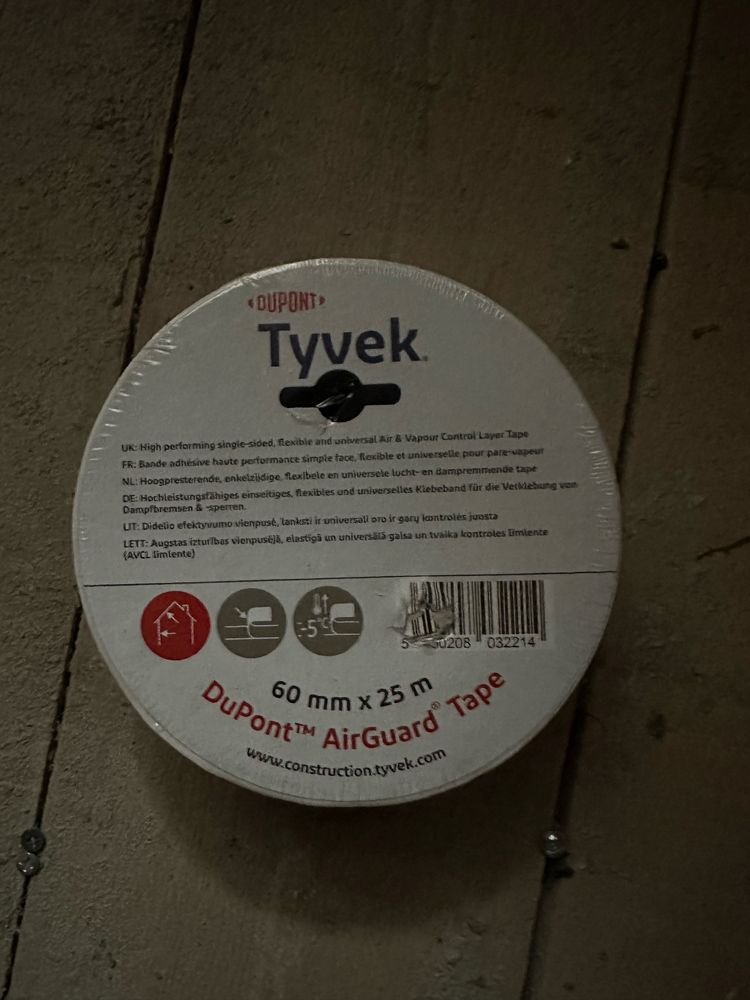 DUPONT
Tyvek®
UK: High performing single-sided, flexible and universal Air & Vapour Control Layer Tape
FR: Bande adhésive haute performance simple face, flexible et universelle pour pare-vapeur
NL: Hoogpresterende, enkelzijdige, flexibele en universele lucht- en dampremmende tape
DE: Hochleistungsfähiges einseitiges, flexibles und universelles Klebeband für die Verklebung von
Dampfbremsen & -sperren.
LIT: Didelio efektyvumo vienpusė, lanksti ir universali oro ir garų kontrolės juosta
LETT: Augstas izturības vienpusējā, elastīgā un universālā gaisa un tvaika kontroles līmlente
(AVCL līmlente)
-5°C
5 0208 032214
60 mm x 25 m
DuPont™ AirGuard® Tape
www.construction.tyvek.com